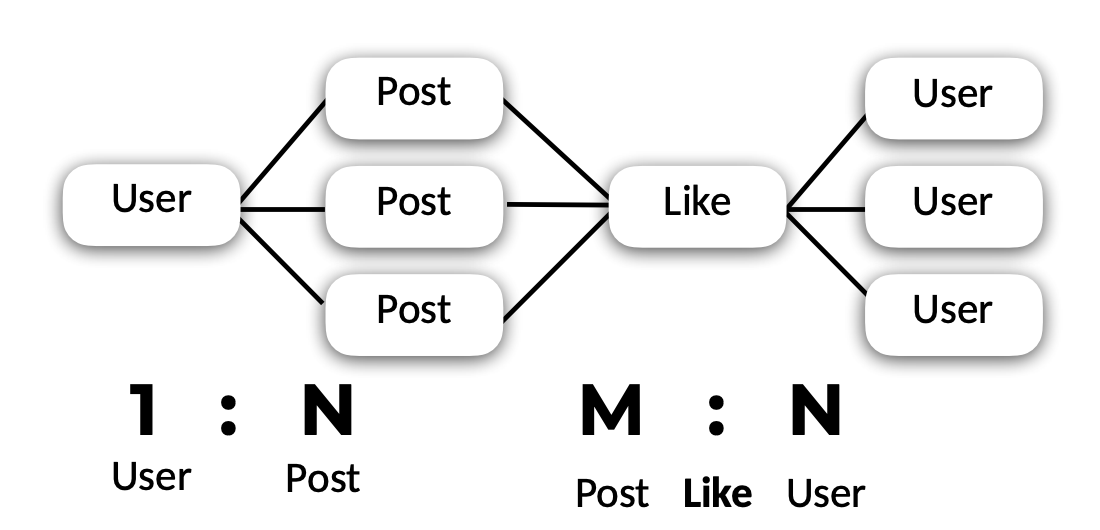 Post
User
User
Post
Like
User
Post
User
1 : N
User Post
M : N
Post Like User